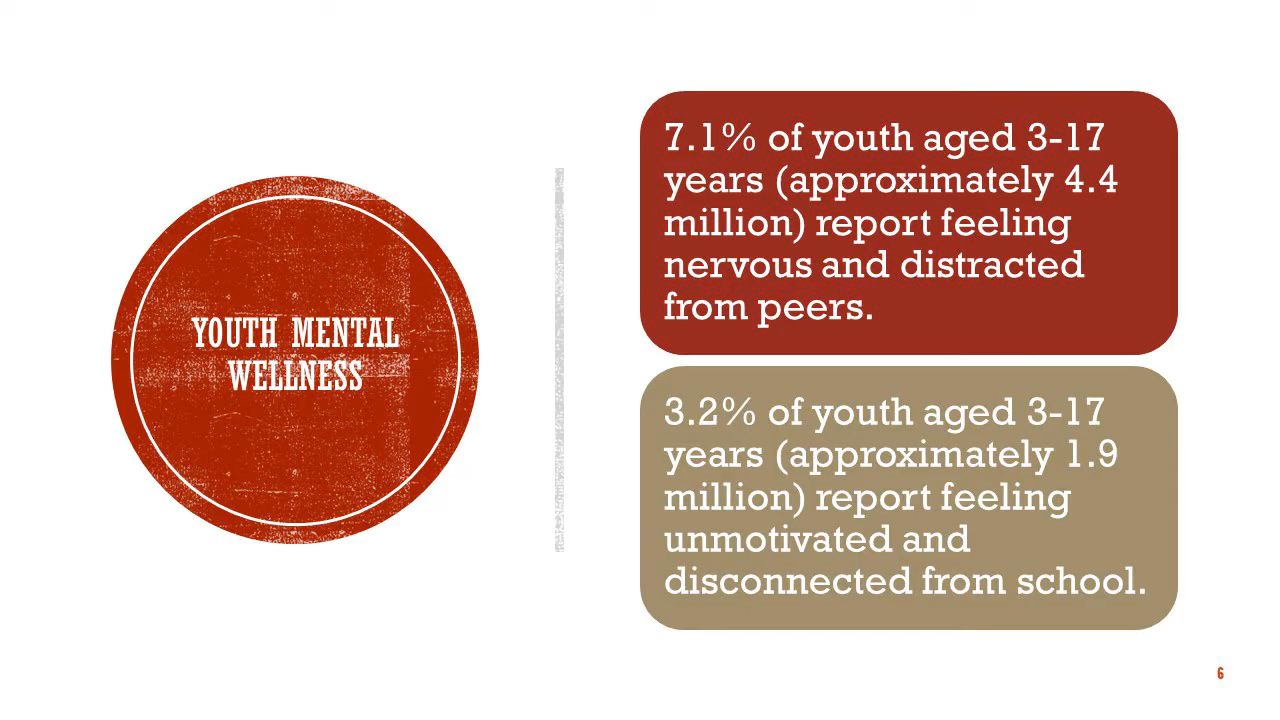 YOUTH MENTAL
WELLNESS
7.1% of youth aged 3-17
years (approximately 4.4
million) report feeling
nervous and distracted
from peers.
3.2% of youth aged 3-17
years (approximately 1.9
million) report feeling
unmotivated and
disconnected from school.
6